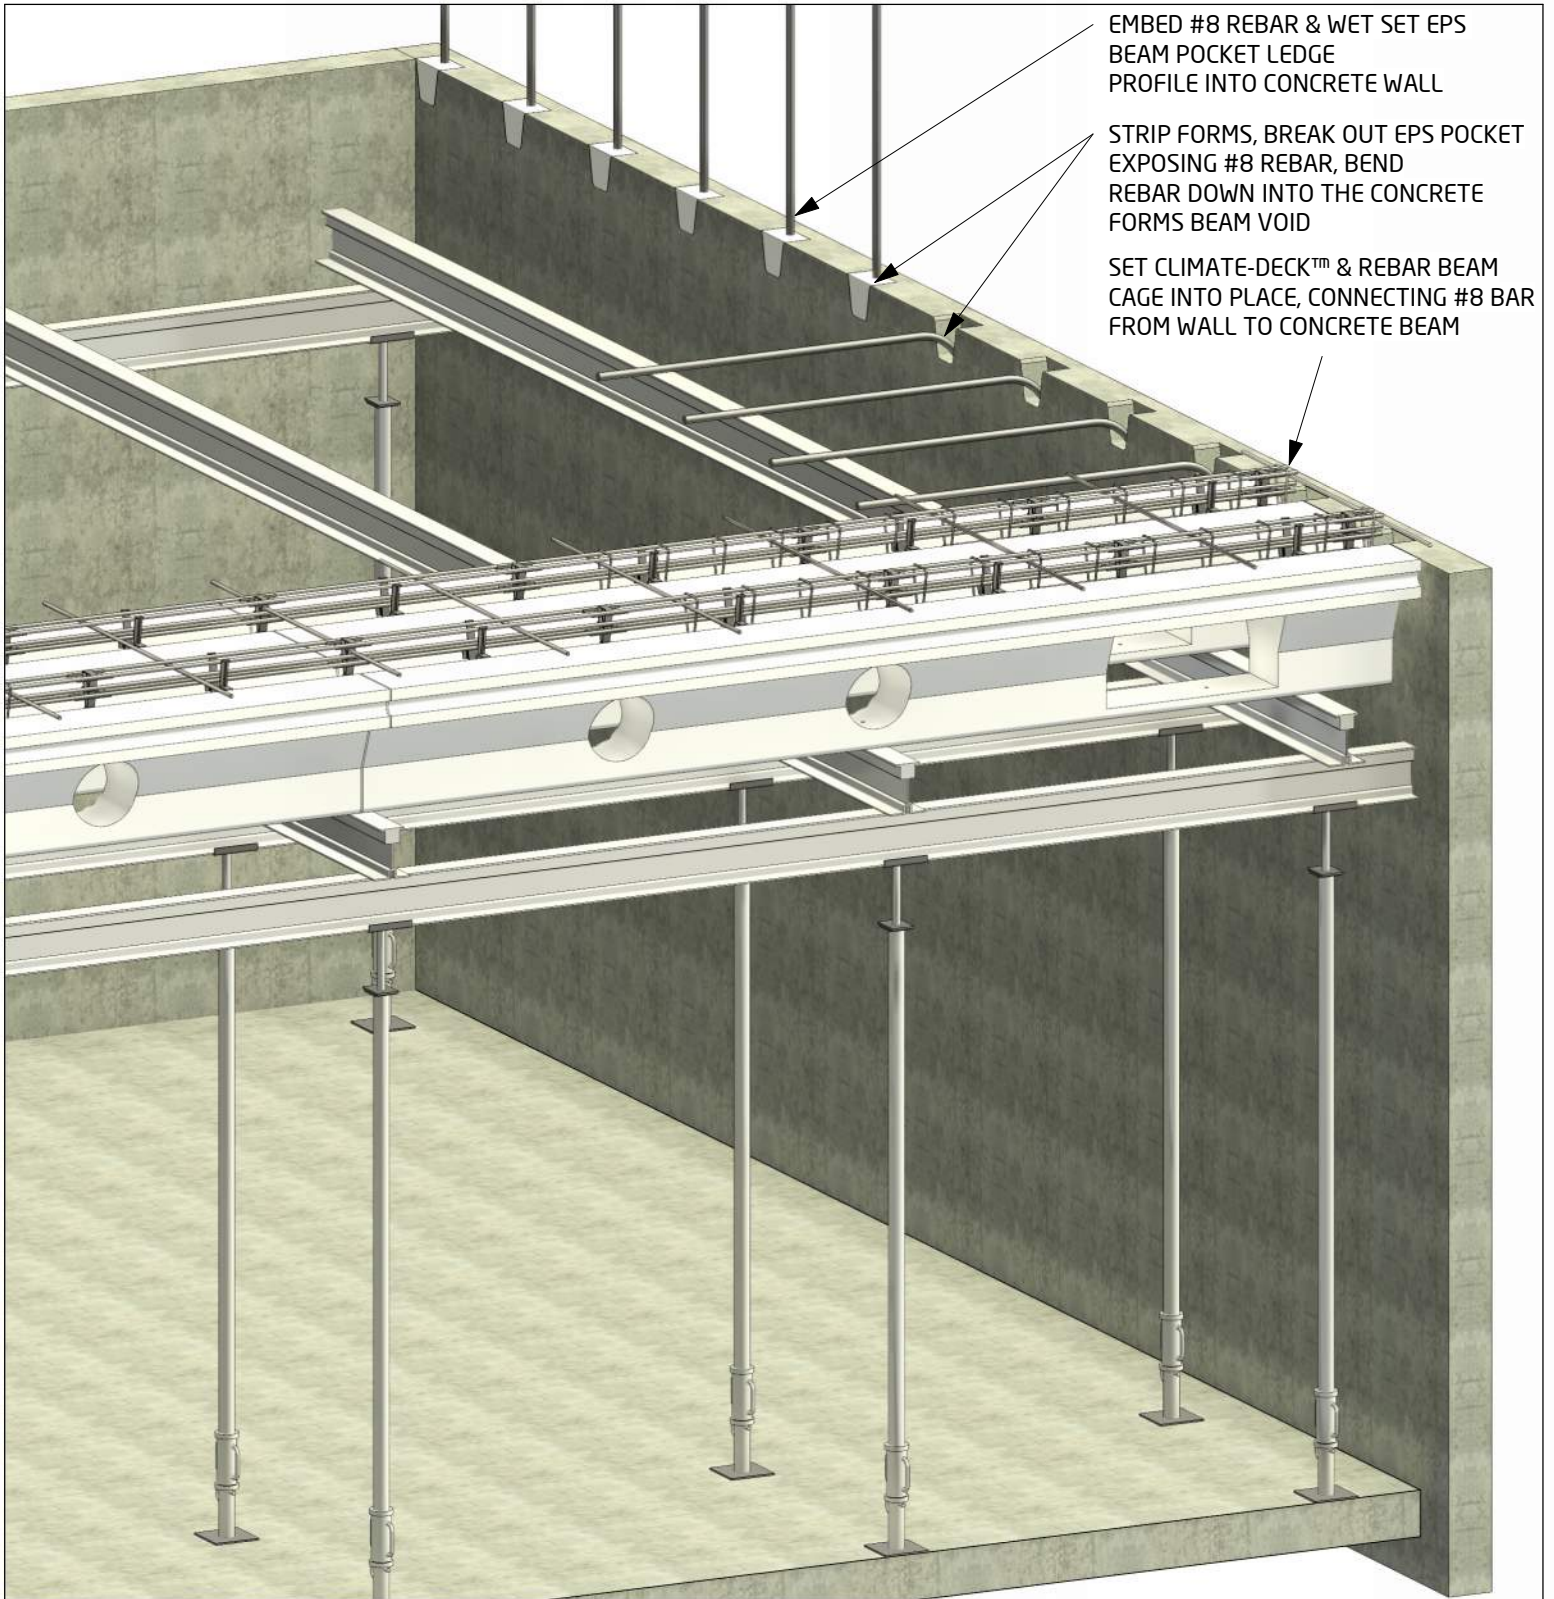 EMBED #8 REBAR & WET SET EPS
BEAM POCKET LEDGE
PROFILE INTO CONCRETE WALL
STRIP FORMS, BREAK OUT EPS POCKET
EXPOSING #8 REBAR, BEND
REBAR DOWN INTO THE CONCRETE
FORMS BEAM VOID
SET CLIMATE-DECK™ & REBAR BEAM
CAGE INTO PLACE, CONNECTING #8 BAR
FROM WALL TO CONCRETE BEAM